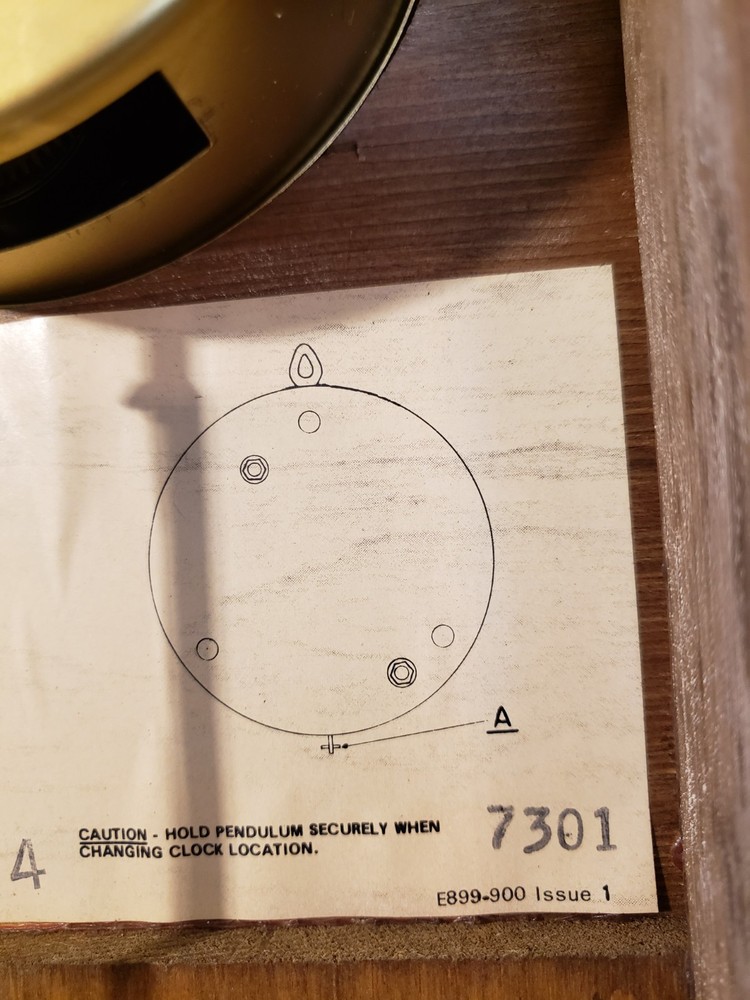 A
7301
4
CAUTION - HOLD PENDULUM SECURELY WHEN
CHANGING CLOCK LOCATION.
E899-900 Issue 1